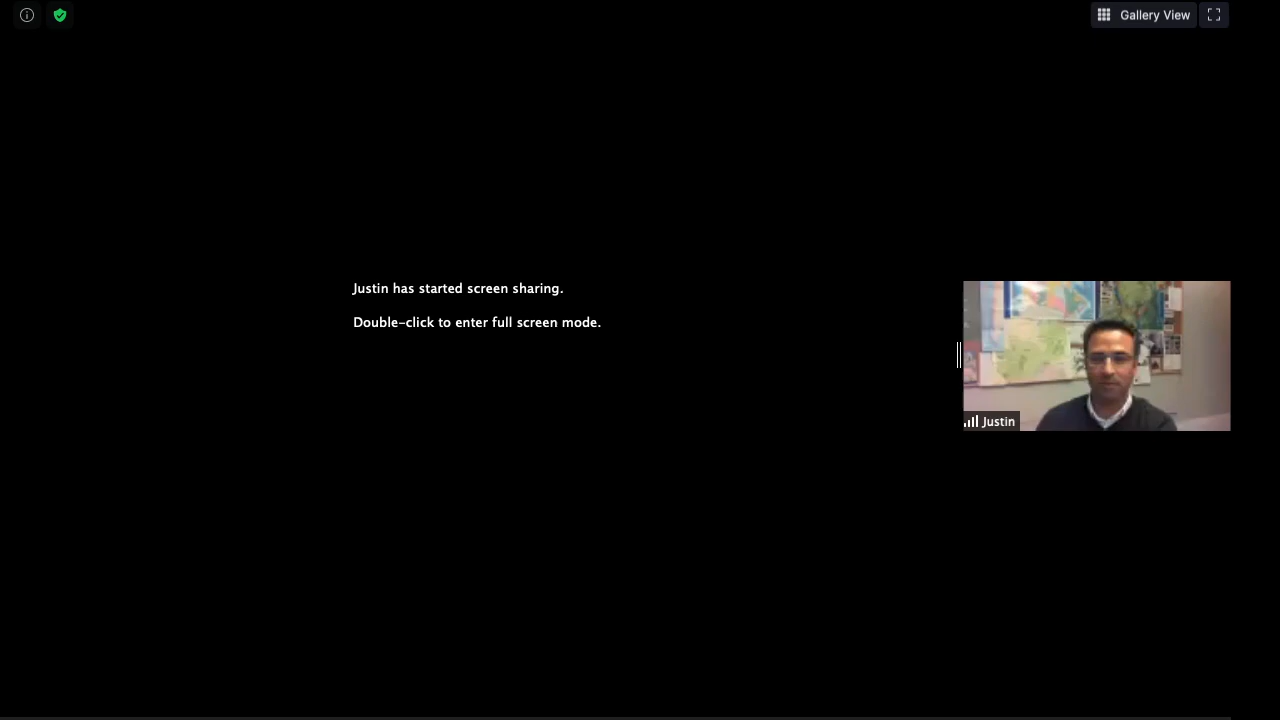 Gallery View
Justin has started screen sharing.
Double-click to enter full screen mode.
Justin